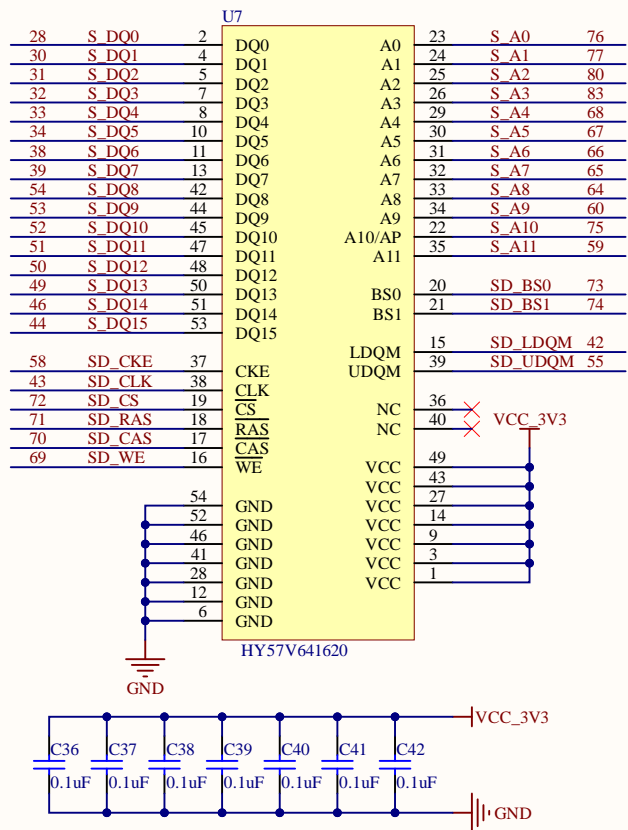 U7
28 S_DQ0 2 DQ0 A0 23 S_A0 76
30 S_DQ1 4 DQ1 A1 24 S_A1 77
31 S_DQ2 5 DQ2 A2 25 S_A2 80
32 S_DQ3 7 DQ3 A3 26 S_A3 83
33 S_DQ4 8 DQ4 A4 29 S_A4 68
34 S_DQ5 10 DQ5 A5 30 S_A5 67
38 S_DQ6 11 DQ6 A6 31 S_A6 66
39 S_DQ7 13 DQ7 A7 32 S_A7 65
54 S_DQ8 42 DQ8 A8 33 S_A8 64
53 S_DQ9 44 DQ9 A9 34 S_A9 60
52 S_DQ10 45 DQ10 A10/AP 22 S_A10 75
51 S_DQ11 47 DQ11 A11 35 S_A11 59
50 S_DQ12 48 DQ12
49 S_DQ13 50 DQ13 BS0 20 SD_BS0 73
46 S_DQ14 51 DQ14 BS1 21 SD_BS1 74
44 S_DQ15 53 DQ15
LDQM 15 SD_LDQM 42
58 SD_CKE 37 CKE UDQM 39 SD_UDQM 55
43 SD_CLK 38 CLK
72 SD_CS 19 CS NC 36
71 SD_RAS 18 RAS NC 40 VCC_3V3
70 SD_CAS 17 CAS
69 SD_WE 16 WE VCC 49
VCC 43
54 GND VCC 27
52 GND VCC 14
46 GND VCC 9
41 GND VCC 3
28 GND VCC 1
12 GND
6 GND
HY57V641620
GND
VCC_3V3
C36 C37 C38 C39 C40 C41 C42
0.1uF 0.1uF 0.1uF 0.1uF 0.1uF 0.1uF 0.1uF
GND